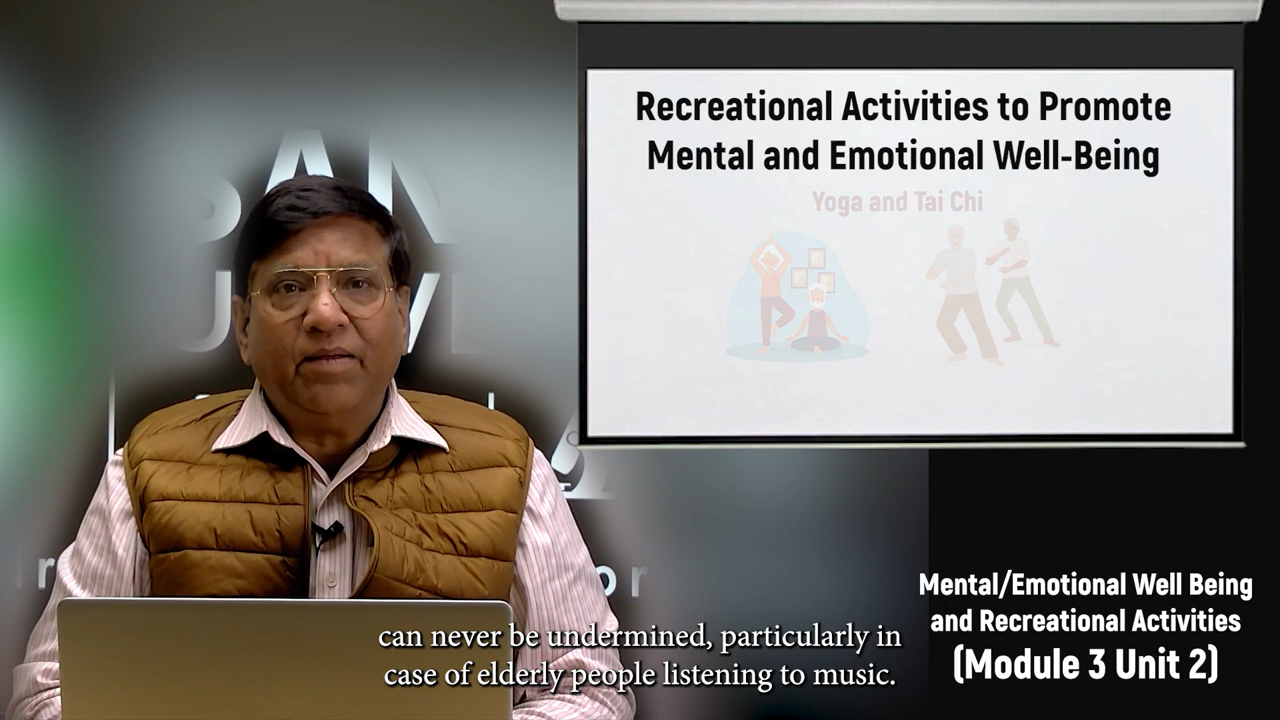 Recreational Activities to Promote
Mental and Emotional Well-Being
Yoga and Tai Chi
can never be undermined, particularly in
case of elderly people listening to music.
Mental/Emotional Well Being
and Recreational Activities
(Module 3 Unit 2)